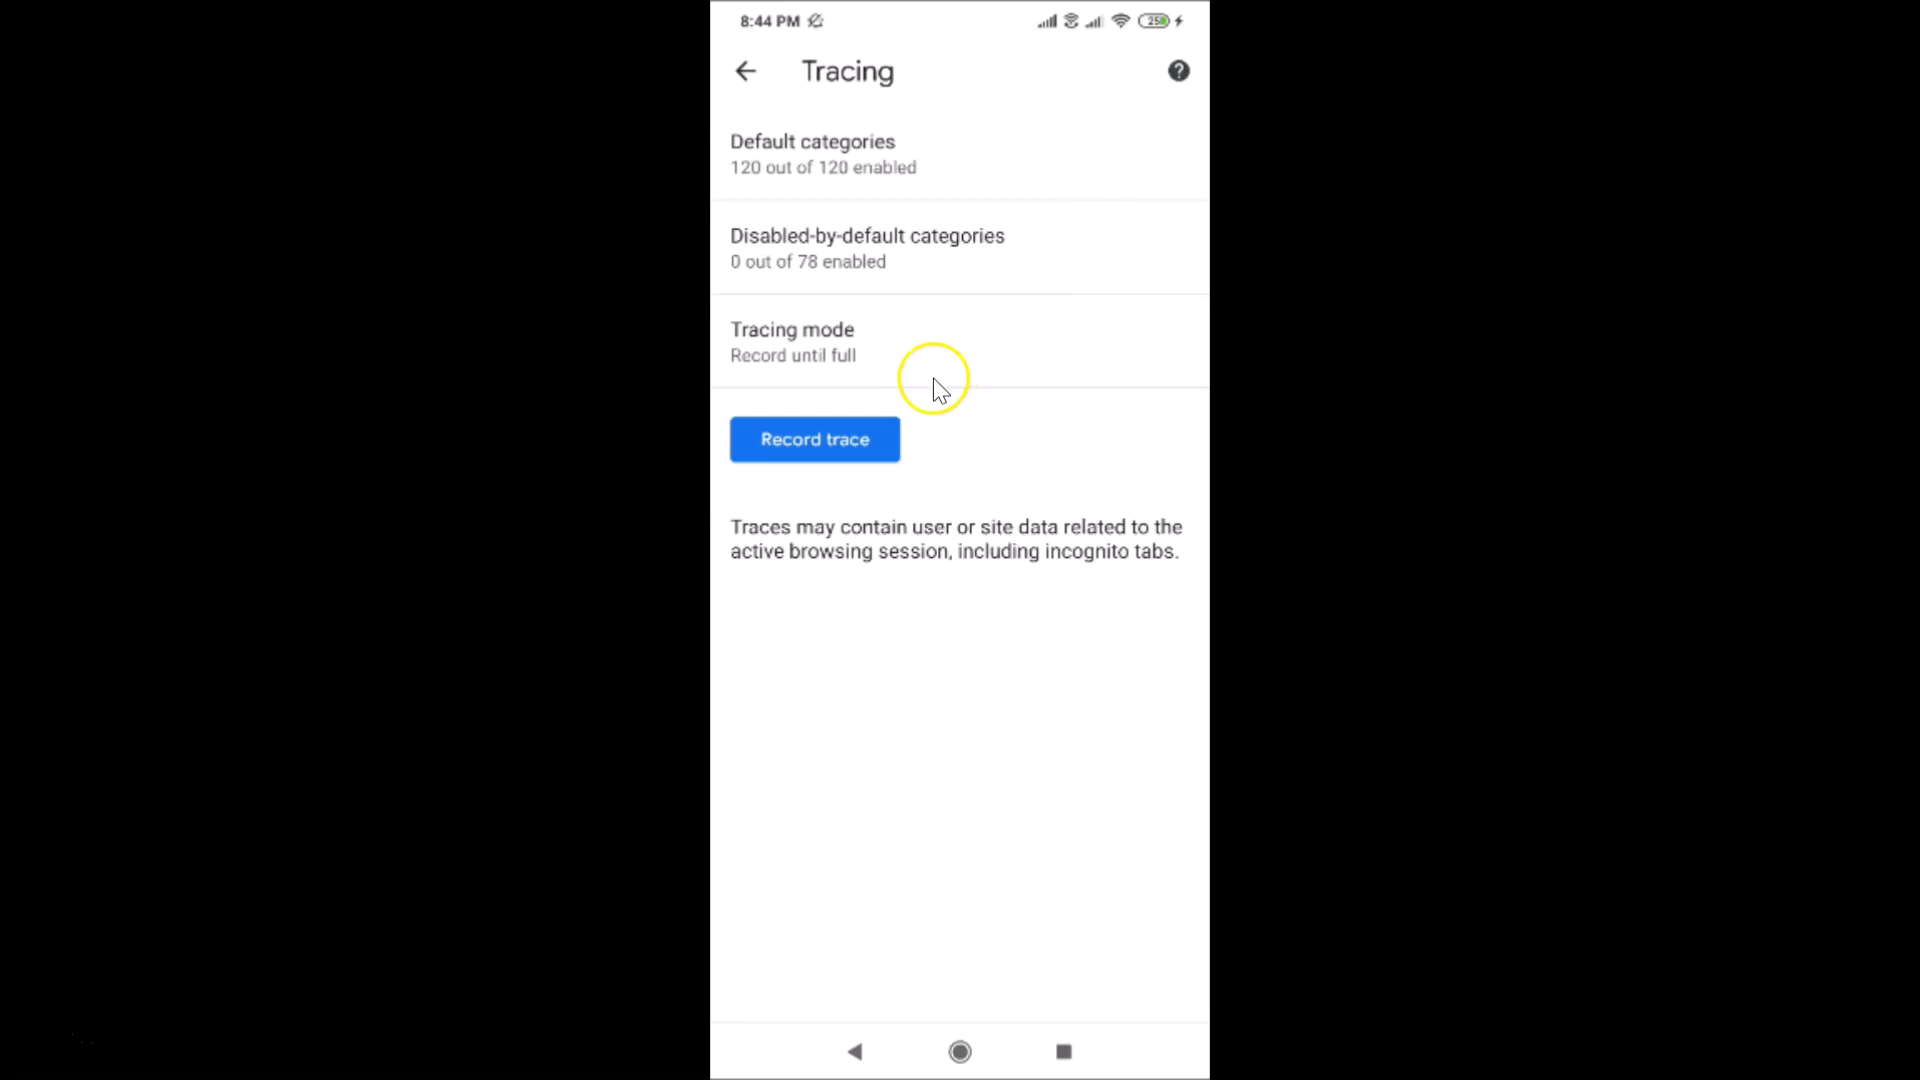 8:44 PM
25
Tracing
Default categories
120 out of 120 enabled
Disabled-by-default categories
0 out of 78 enabled
Tracing mode
Record until full
Record trace
Traces may contain user or site data related to the
active browsing session, including incognito tabs.